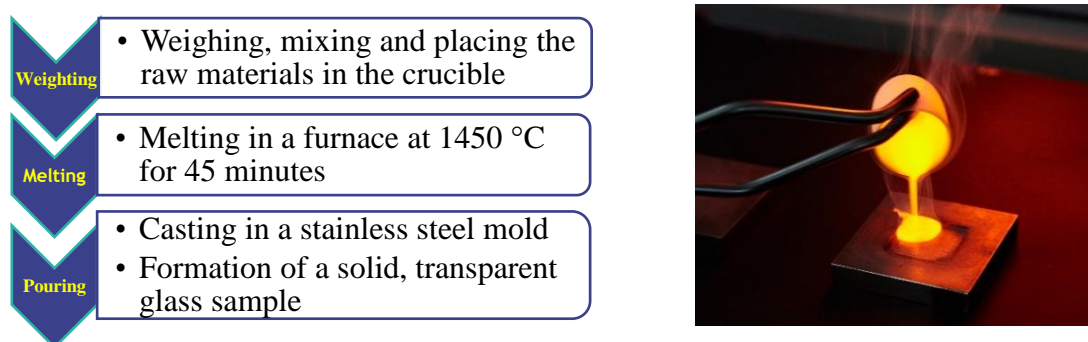 Weighting
• Weighing, mixing and placing the
raw materials in the crucible
Melting
• Melting in a furnace at 1450 °C
for 45 minutes
Pouring
• Casting in a stainless steel mold
• Formation of a solid, transparent
glass sample